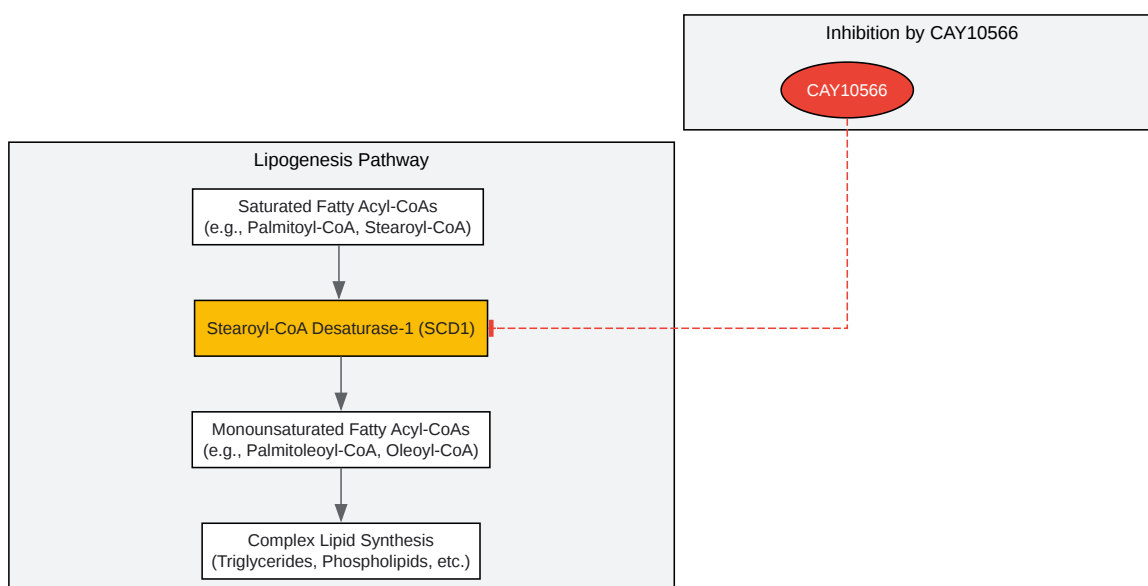 Inhibition by CAY10566
CAY10566
Lipogenesis Pathway
Saturated Fatty Acyl-CoAs
(e.g., Palmitoyl-CoA, Stearoyl-CoA)
Stearoyl-CoA Desaturase-1 (SCD1)
Monounsaturated Fatty Acyl-CoAs
(e.g., Palmitoleoyl-CoA, Oleoyl-CoA)
Complex Lipid Synthesis
(Triglycerides, Phospholipids, etc.)